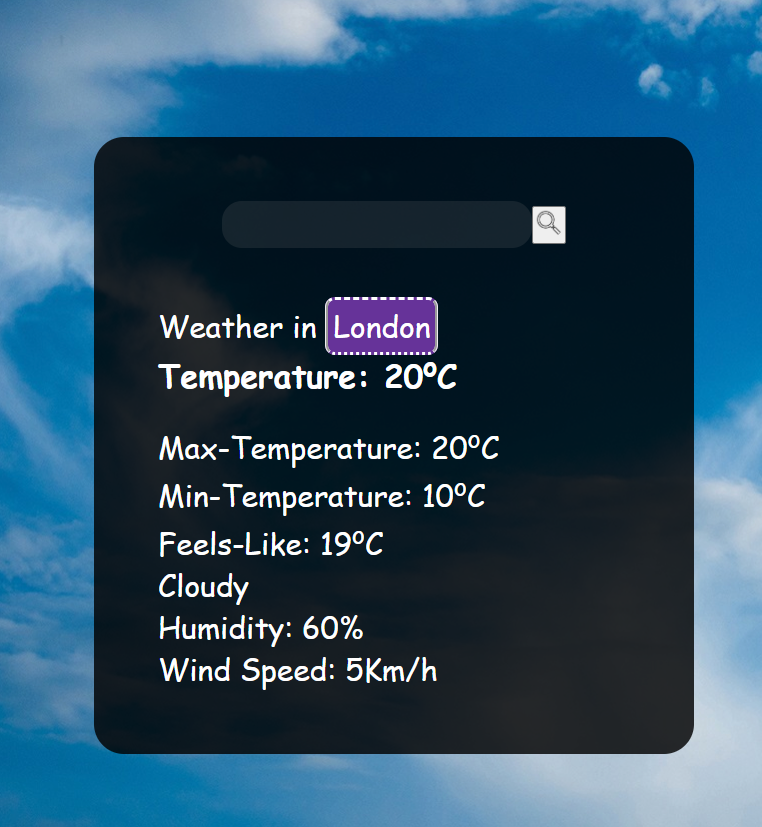 Weather in London
Temperature: 20ºC
Max-Temperature: 20ºC
Min-Temperature: 10ºC
Feels-Like: 19ºC
Cloudy
Humidity: 60%
Wind Speed: 5Km/h